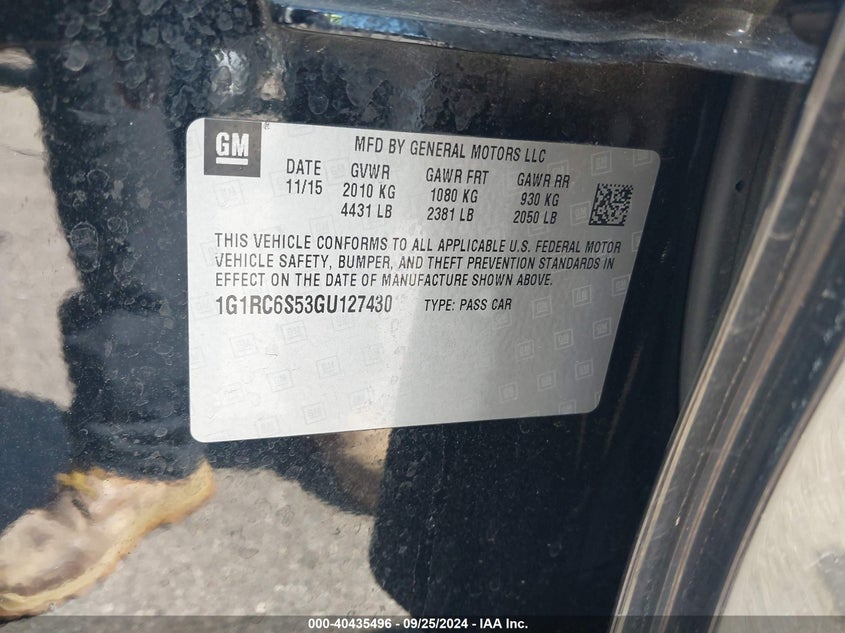 GM
MFD BY GENERAL MOTORS LLC
DATE GVWR GAWR FRT GAWR RR
11/15 2010 KG 1080 KG 930 KG
4431 LB 2381 LB 2050 LB
THIS VEHICLE CONFORMS TO ALL APPLICABLE U.S. FEDERAL MOTOR
VEHICLE SAFETY, BUMPER, AND THEFT PREVENTION STANDARDS IN
EFFECT ON THE DATE OF MANUFACTURE SHOWN ABOVE.
1G1RC6S53GU127430 TYPE: PASS CAR
000-40435496 - 09/25/2024 - IAA Inc.